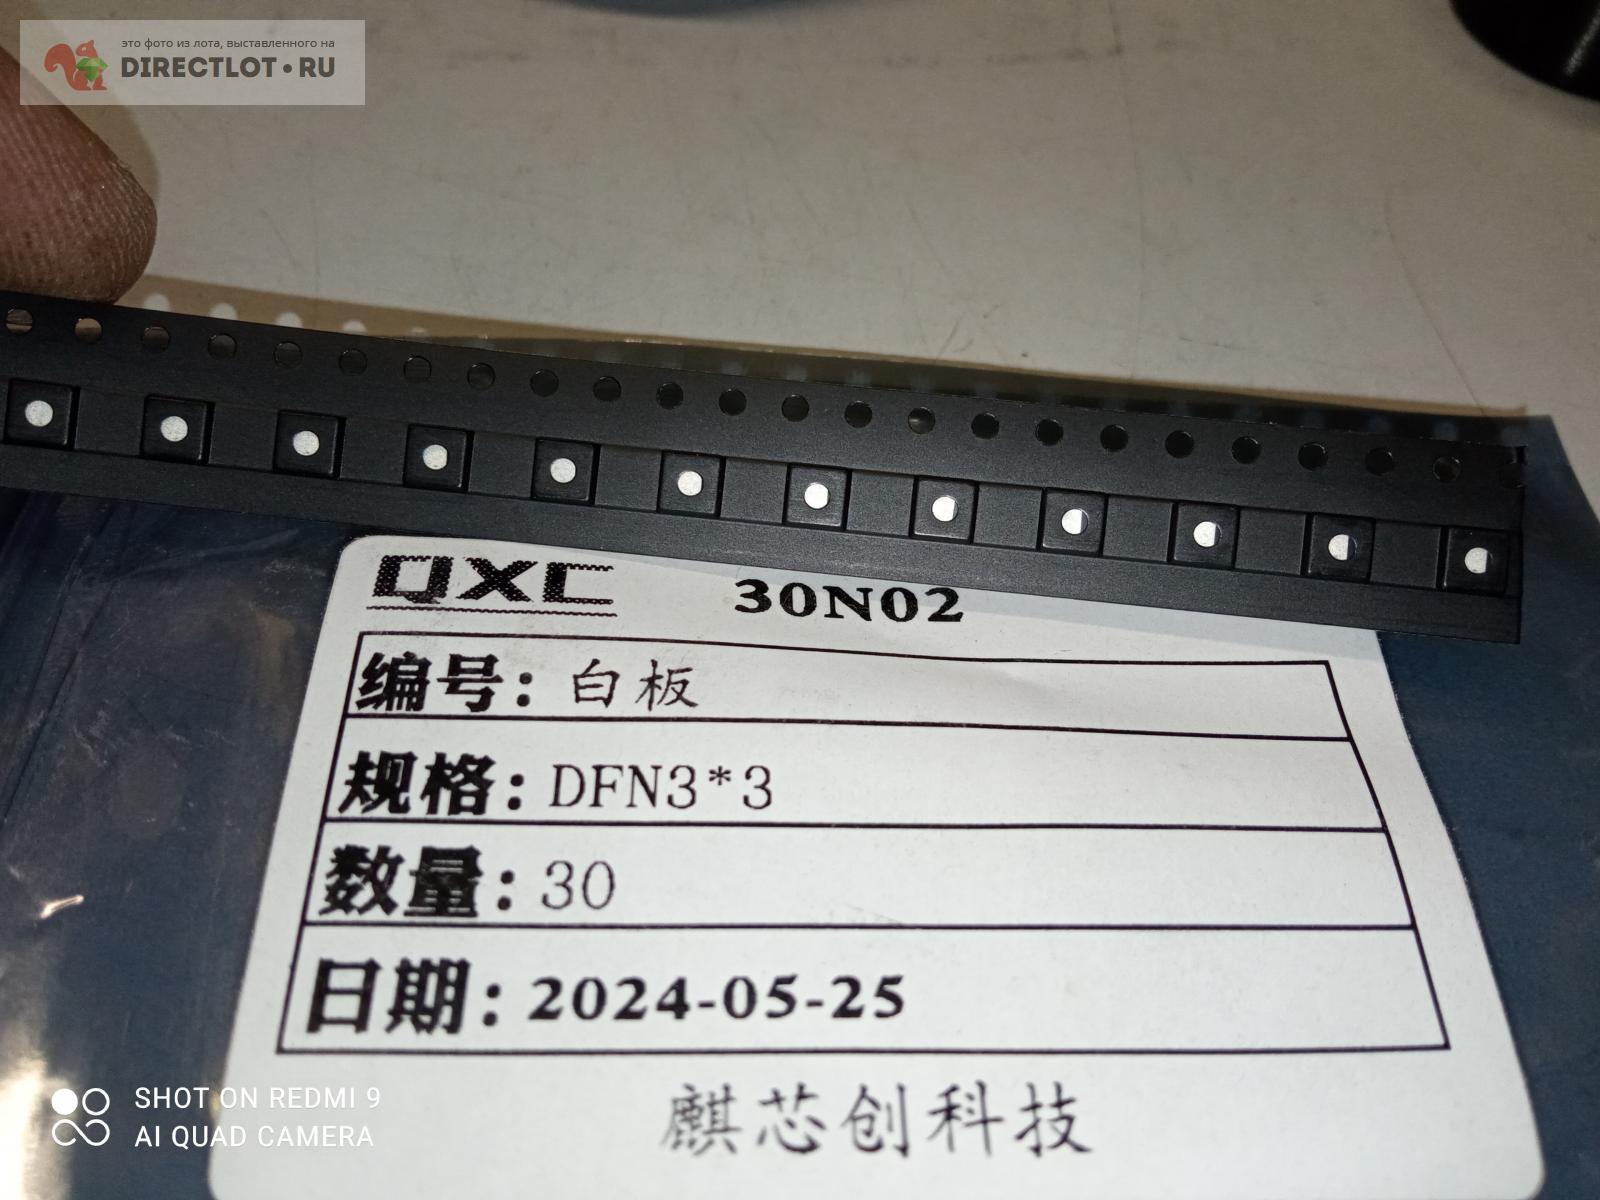 это фото из лота, выставленного на
DIRECTLOT•RU
QXC 30N02
编号：白板
规格：DFN3*3
数量：30
日期：2024-05-25
麒芯创科技
SHOT ON REDMI 9
AI QUAD CAMERA